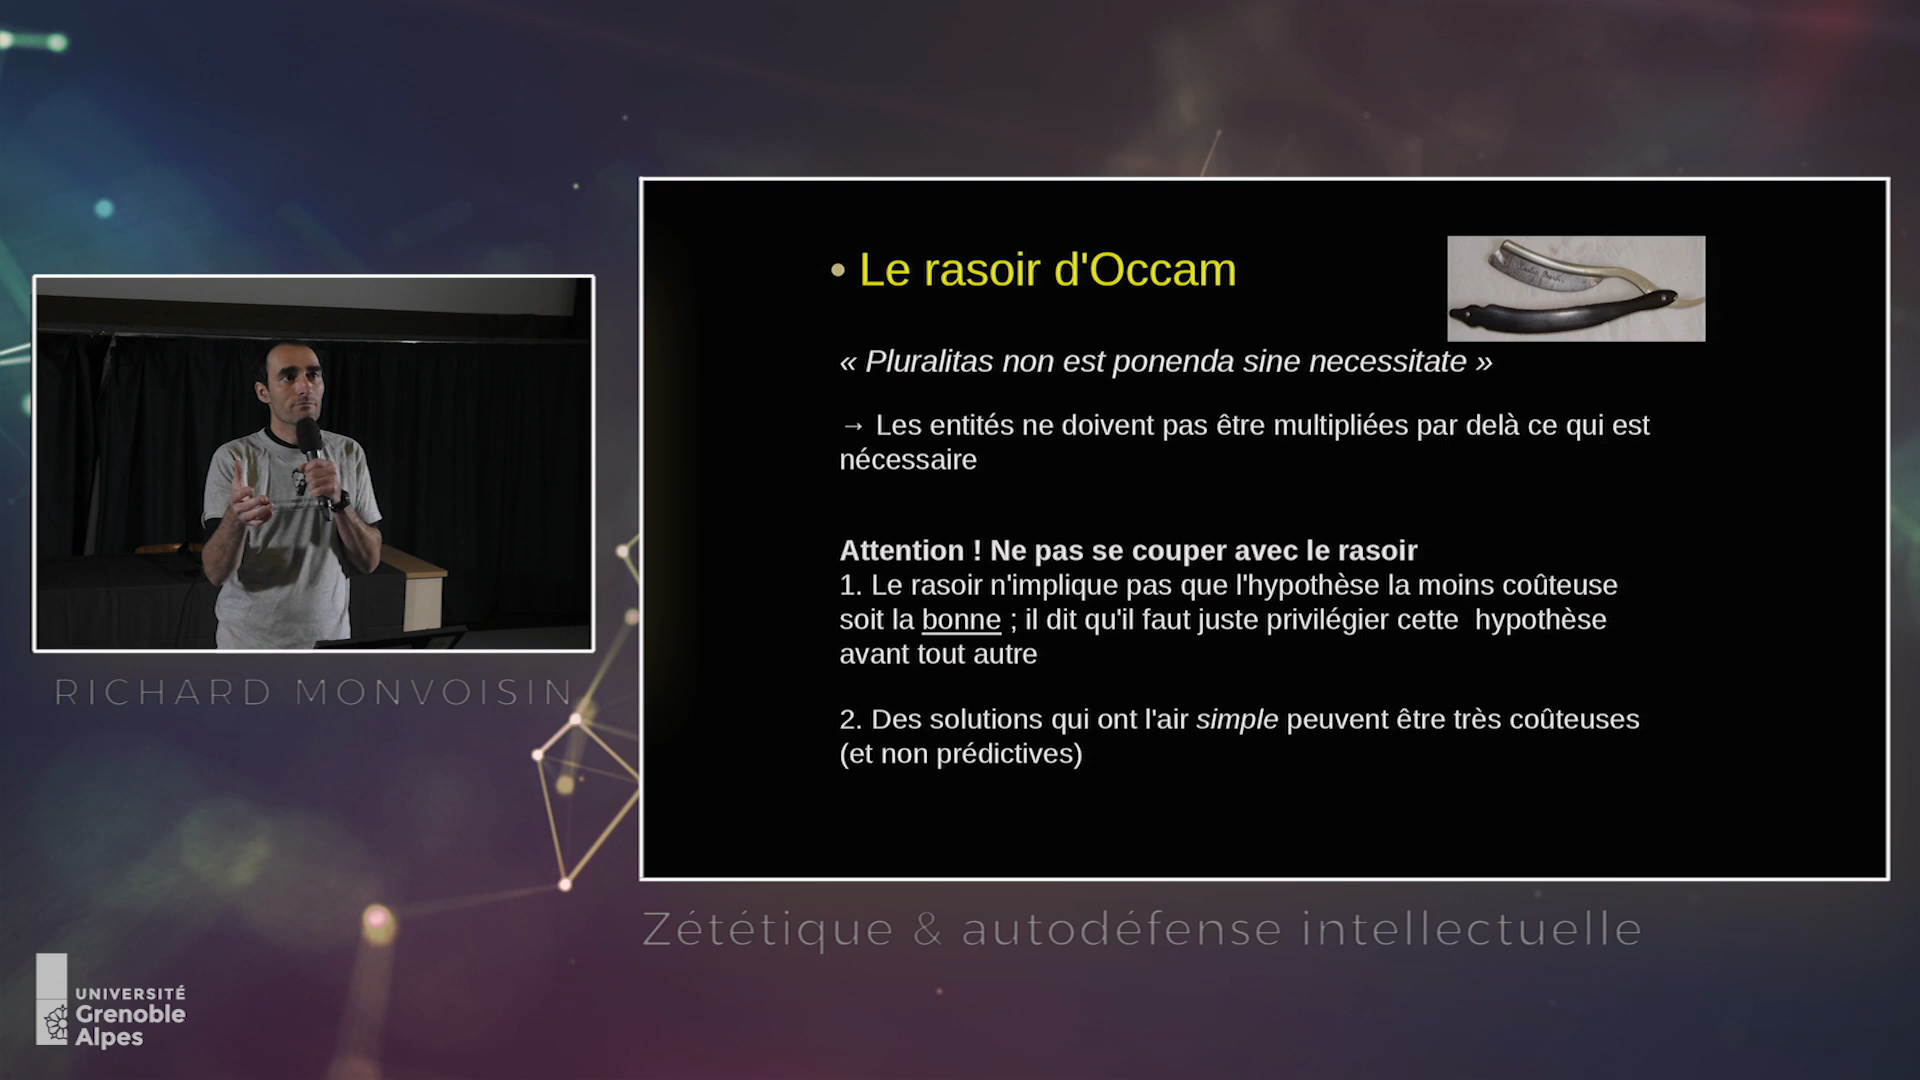 • Le rasoir d'Occam
« Pluralitas non est ponenda sine necessitate »
→ Les entités ne doivent pas être multipliées par delà ce qui est
nécessaire
Attention ! Ne pas se couper avec le rasoir
1. Le rasoir n'implique pas que l'hypothèse la moins coûteuse
soit la bonne ; il dit qu'il faut juste privilégier cette hypothèse
avant tout autre
2. Des solutions qui ont l'air simple peuvent être très coûteuses
(et non prédictives)
RICHARD MONVOISIN
Zététique & autodéfense intellectuelle
UNIVERSITÉ
Grenoble
Alpes